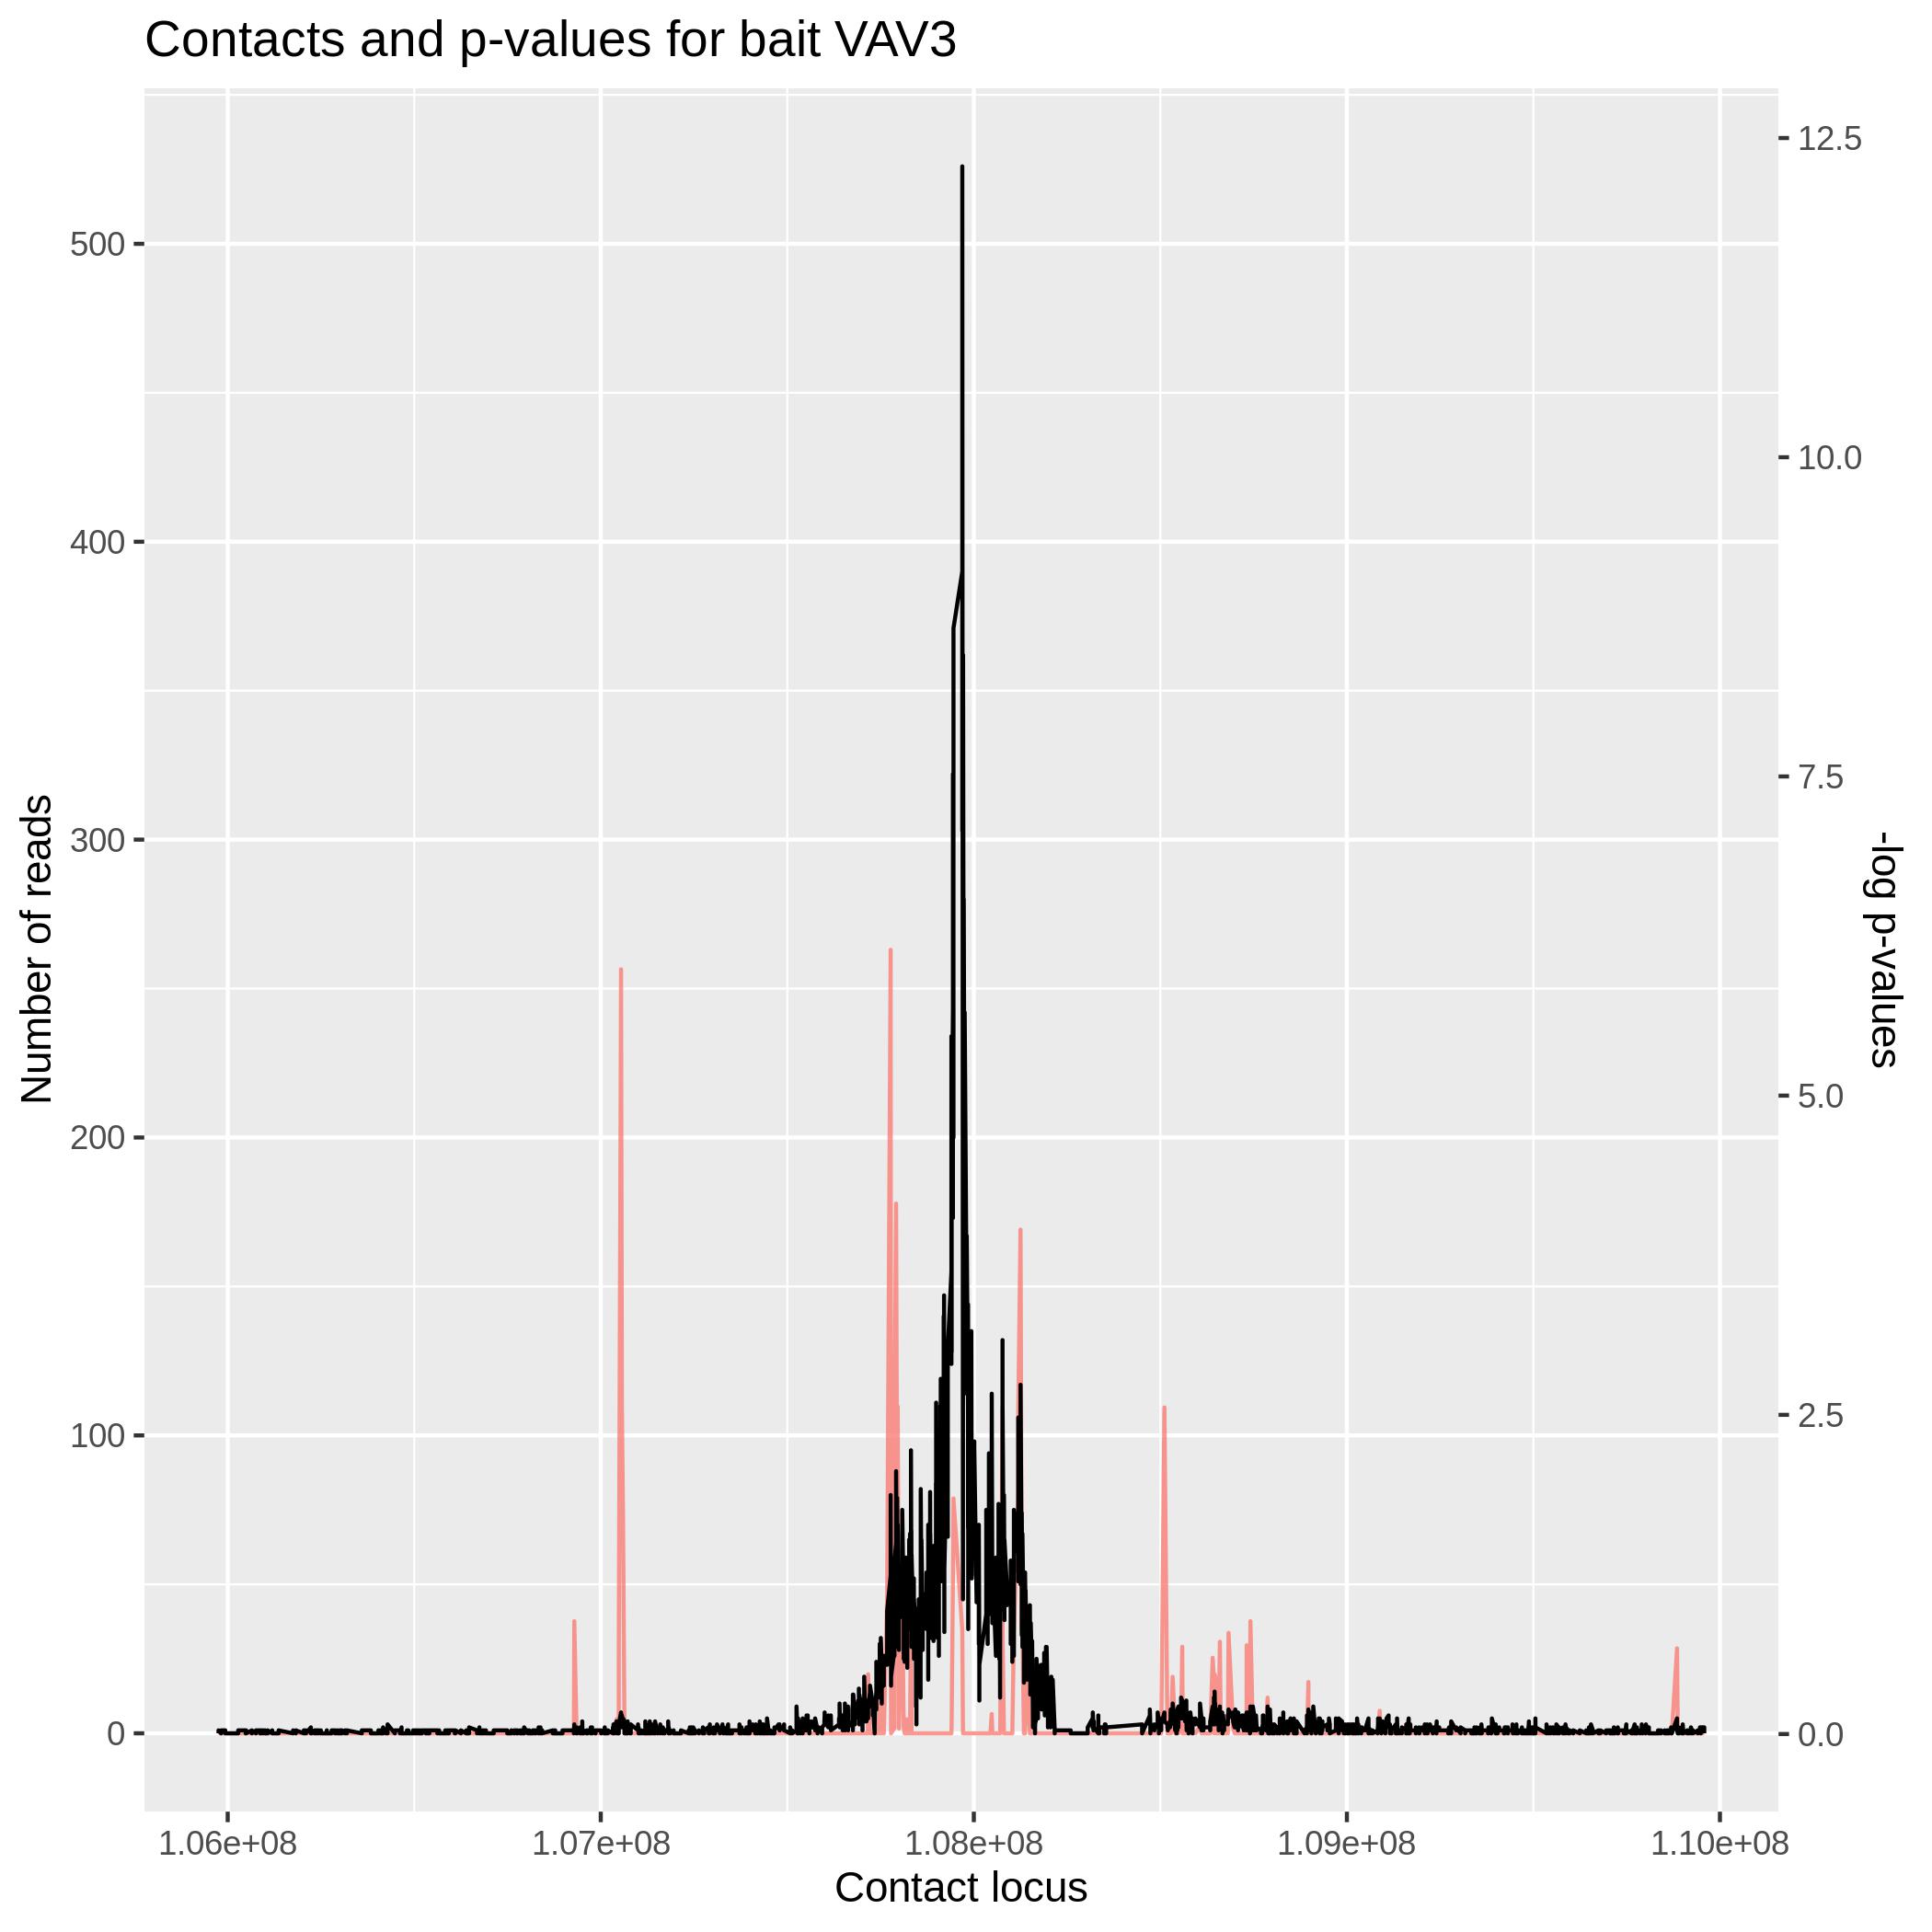 Contacts and p-values for bait VAV3
12.5
500
10.0
400
7.5
300
Number of reads
-log p-values
5.0
200
2.5
100
0
0.0
1.06e+08 1.07e+08 1.08e+08 1.09e+08 1.10e+08
Contact locus